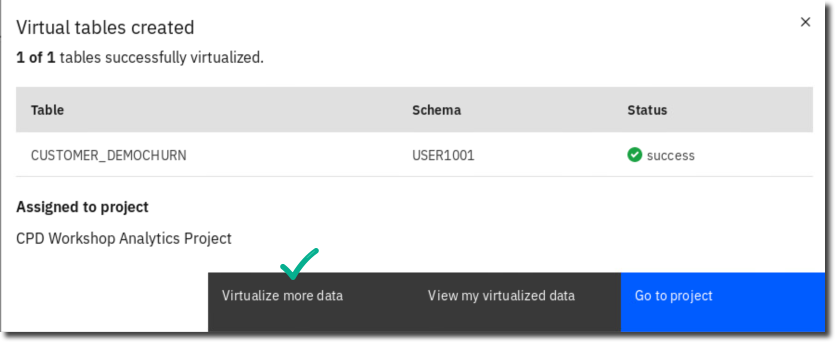 Virtual tables created
1 of 1 tables successfully virtualized.
Table Schema Status
CUSTOMER_DEMOCHURN USER1001 success
Assigned to project
CPD Workshop Analytics Project
Virtualize more data View my virtualized data Go to project